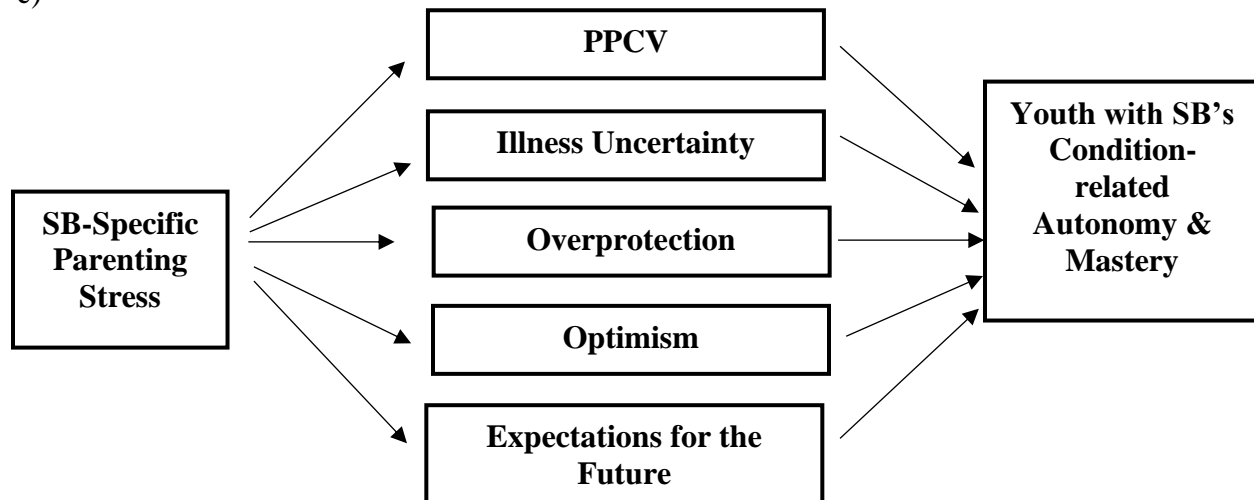 PPCV
Illness Uncertainty
Overprotection
Optimism
Expectations for the
Future
SB-Specific
Parenting
Stress
Youth with SB's
Condition-
related
Autonomy &
Mastery